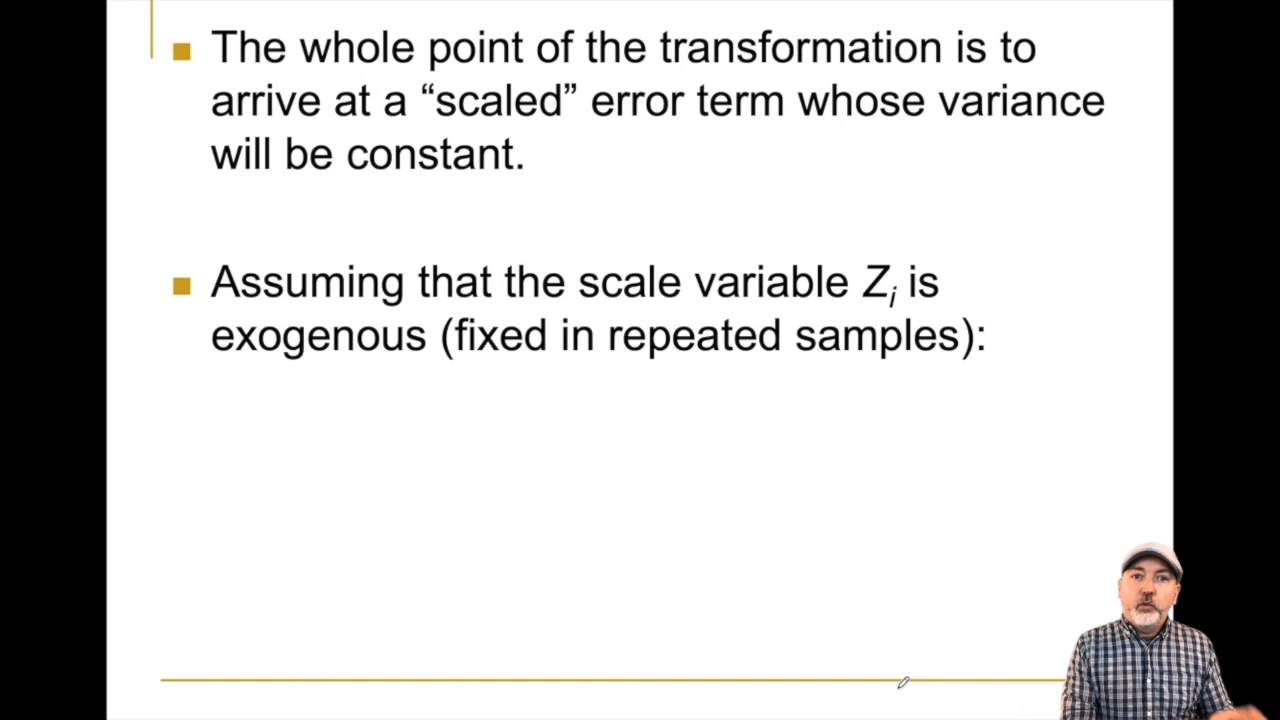 The whole point of the transformation is to
arrive at a “scaled” error term whose variance
will be constant.
Assuming that the scale variable Zᵢ is
exogenous (fixed in repeated samples):